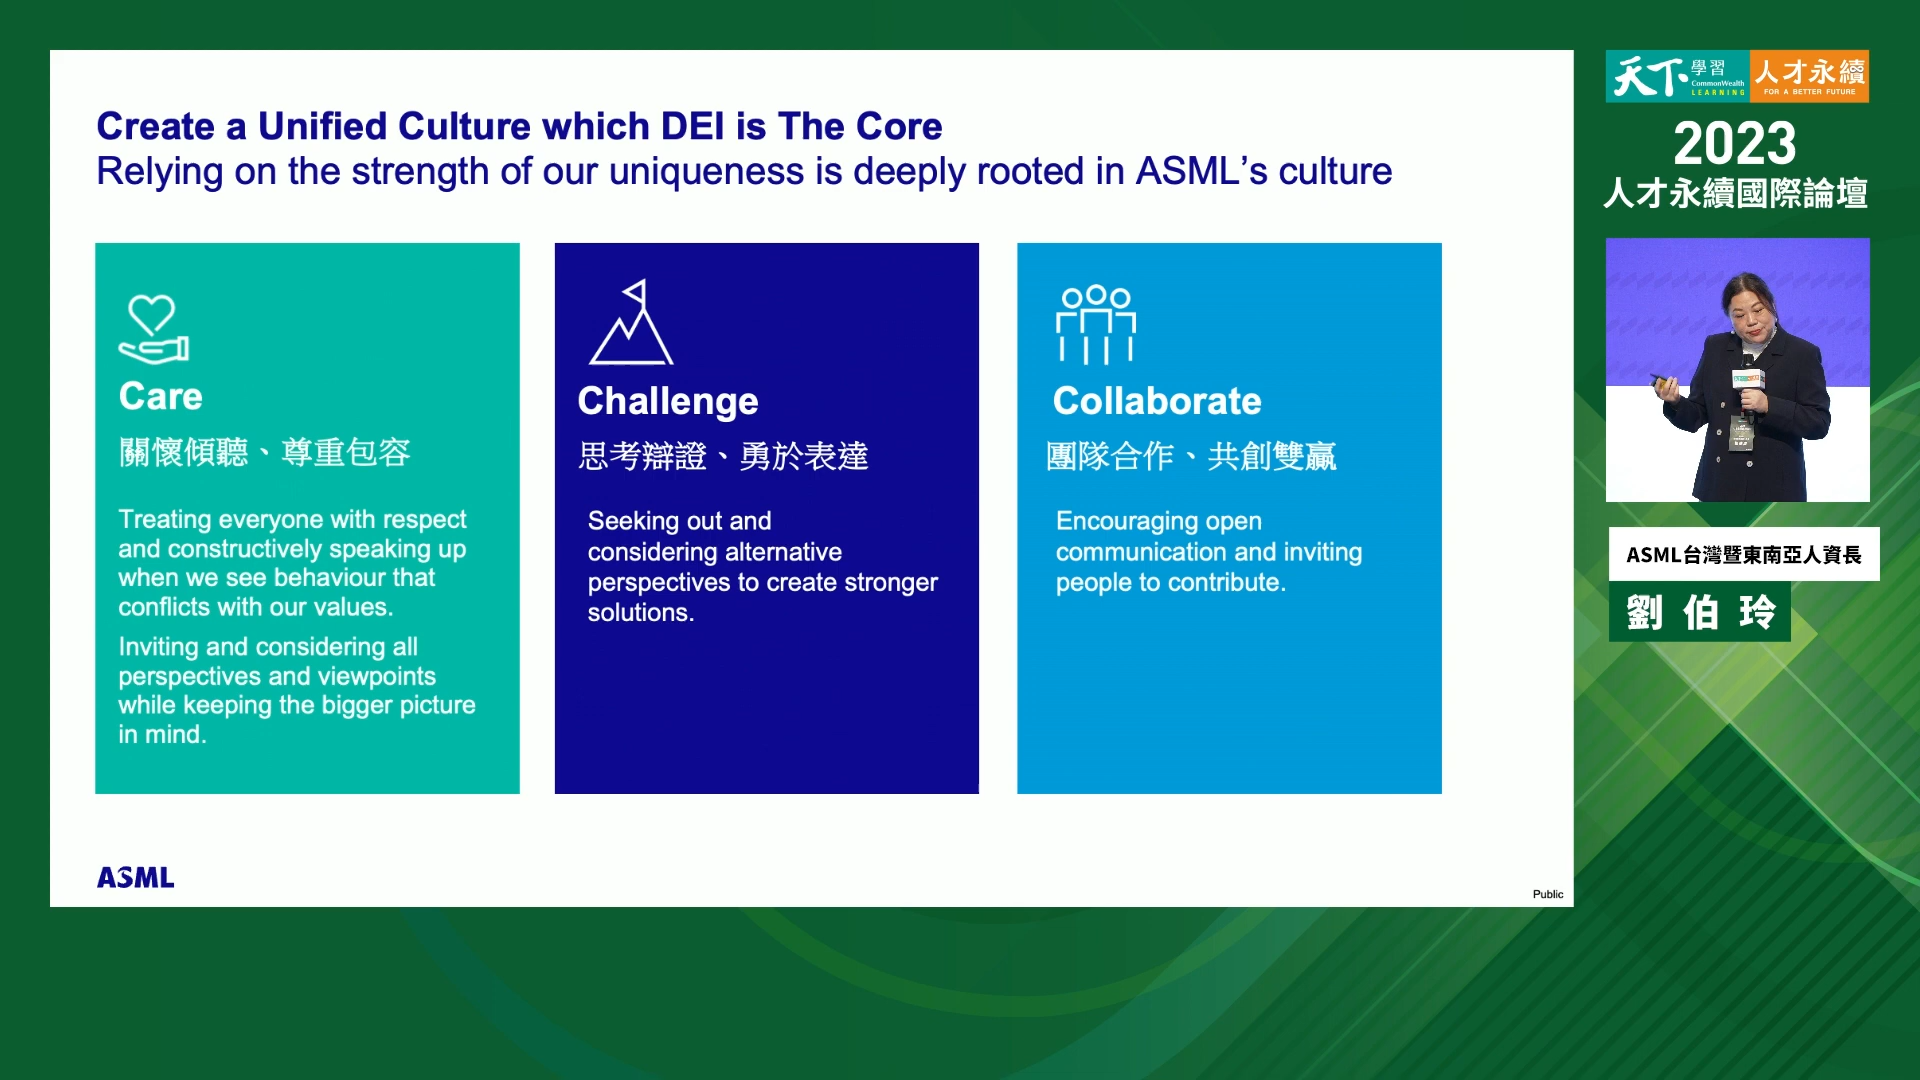 Create a Unified Culture which DEI is The Core
Relying on the strength of our uniqueness is deeply rooted in ASML’s culture
Care
關懷傾聽、尊重包容
Treating everyone with respect
and constructively speaking up
when we see behaviour that
conflicts with our values.
Inviting and considering all
perspectives and viewpoints
while keeping the bigger picture
in mind.
Challenge
思考辯證、勇於表達
Seeking out and
considering alternative
perspectives to create stronger
solutions.
Collaborate
團隊合作、共創雙贏
Encouraging open
communication and inviting
people to contribute.
ASML
Public
天下學習
CommonWealth
LEARNING
人才永續
FOR A BETTER FUTURE
2023
人才永續國際論壇
ASML台灣暨東南亞人資長
劉伯玲